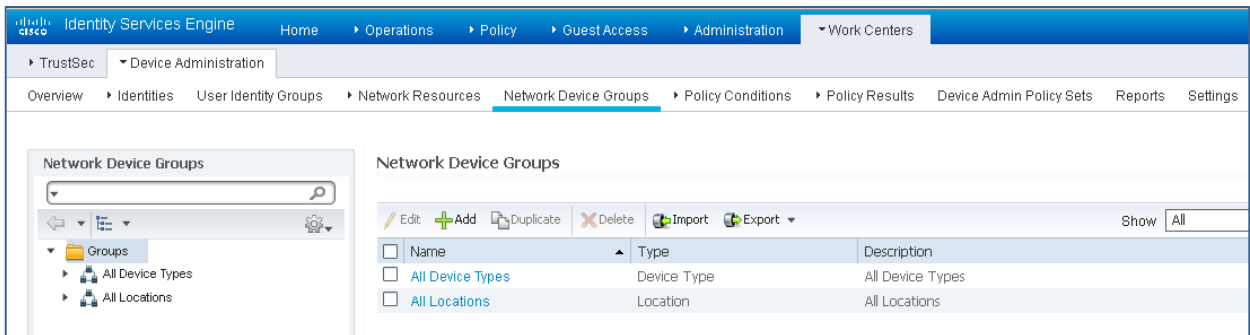 cisco Identity Services Engine Home Operations Policy Guest Access Administration Work Centers
TrustSec Device Administration
Overview Identities User Identity Groups Network Resources Network Device Groups Policy Conditions Policy Results Device Admin Policy Sets Reports Settings
Network Device Groups
Groups
All Device Types
All Locations
Network Device Groups
Edit Add Duplicate Delete Import Export Show All
Name Type Description
All Device Types Device Type All Device Types
All Locations Location All Locations